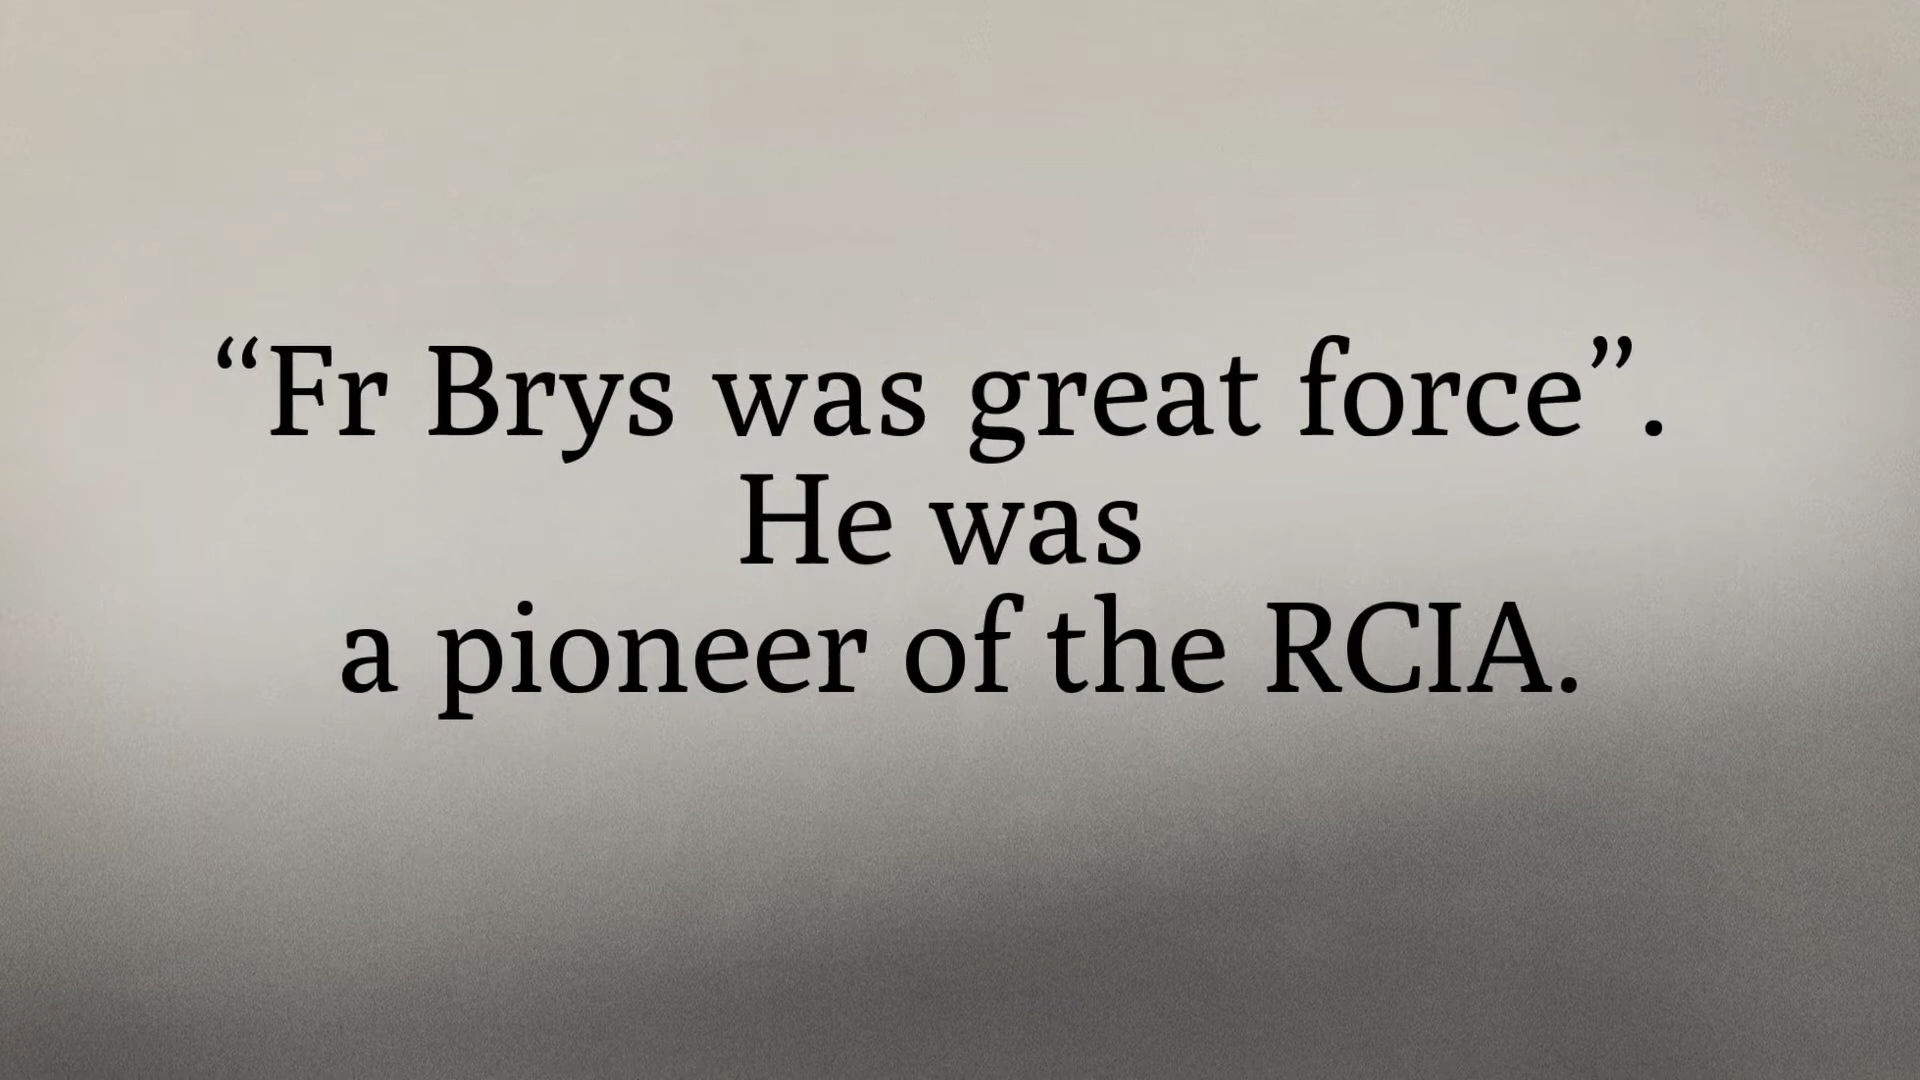 “Fr Brys was great force”.
He was
a pioneer of the RCIA.